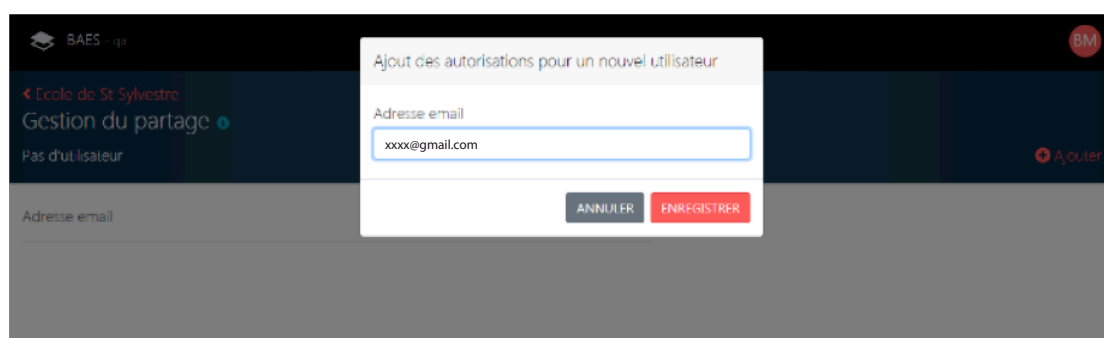 BAES - qa
BM
Ecole de St Sylvestre
Gestion du partage
Pas d'utilisateur
Ajouter
Adresse email
Ajout des autorisations pour un nouvel utilisateur
Adresse email
xxxx@gmail.com
ANNULER ENREGISTRER